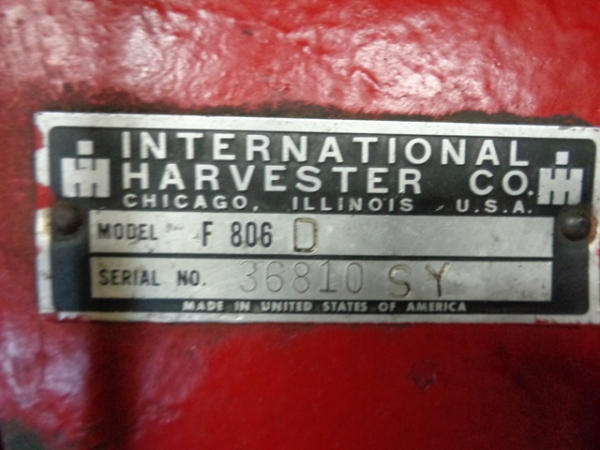 INTERNATIONAL
HARVESTER CO.
CHICAGO, ILLINOIS U.S.A.
MODEL F 806 D
SERIAL NO. 36810 SY
MADE IN UNITED STATES OF AMERICA